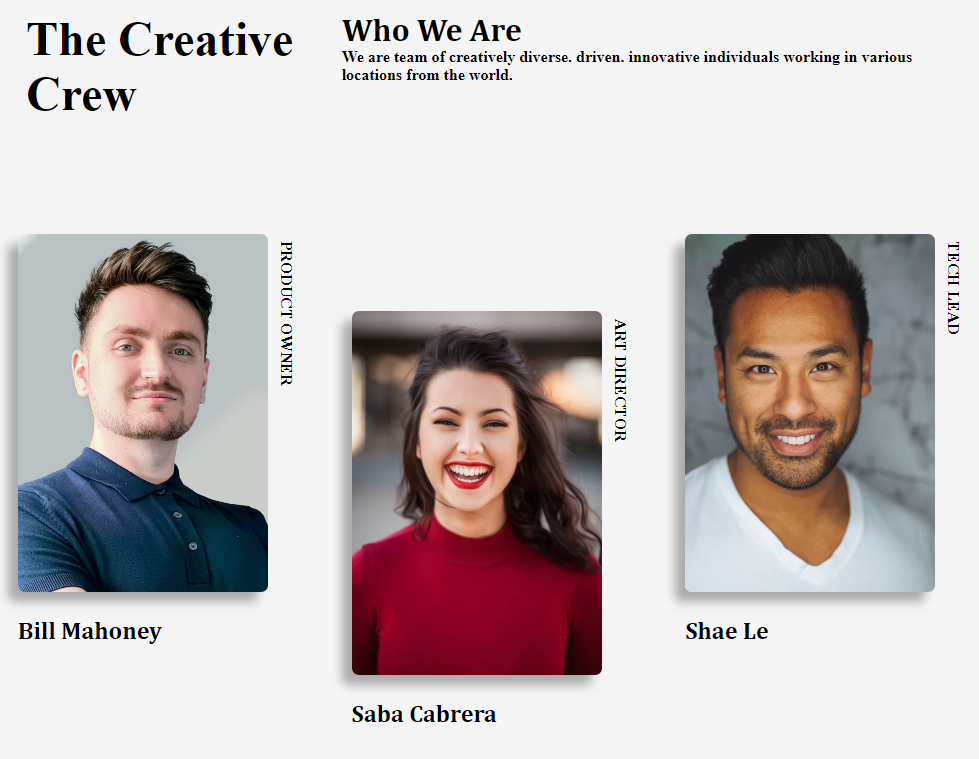 The Creative
Crew
Who We Are
We are team of creatively diverse. driven. innovative individuals working in various
locations from the world.
PRODUCT OWNER
Bill Mahoney
ART DIRECTOR
Saba Cabrera
TECH LEAD
Shae Le